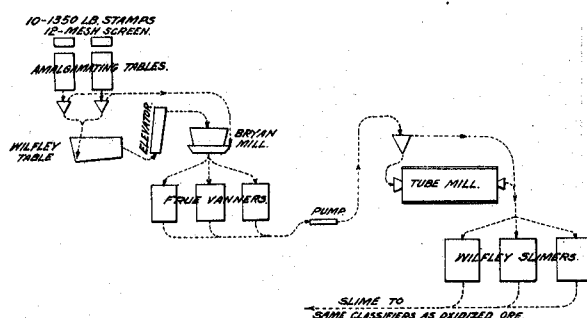 10-1350 LB. STAMPS
12-MESH SCREEN.
AMALGAMATING TABLES.
WILFLEY
TABLE
ELEVATOR.
BRYAN
MILL.
FRUE VANNERS.
PUMP
TUBE MILL.
WILFLEY SLIMERS.
SLIME TO
SAME CLASSIFIERS AS OXIDIZED ORE